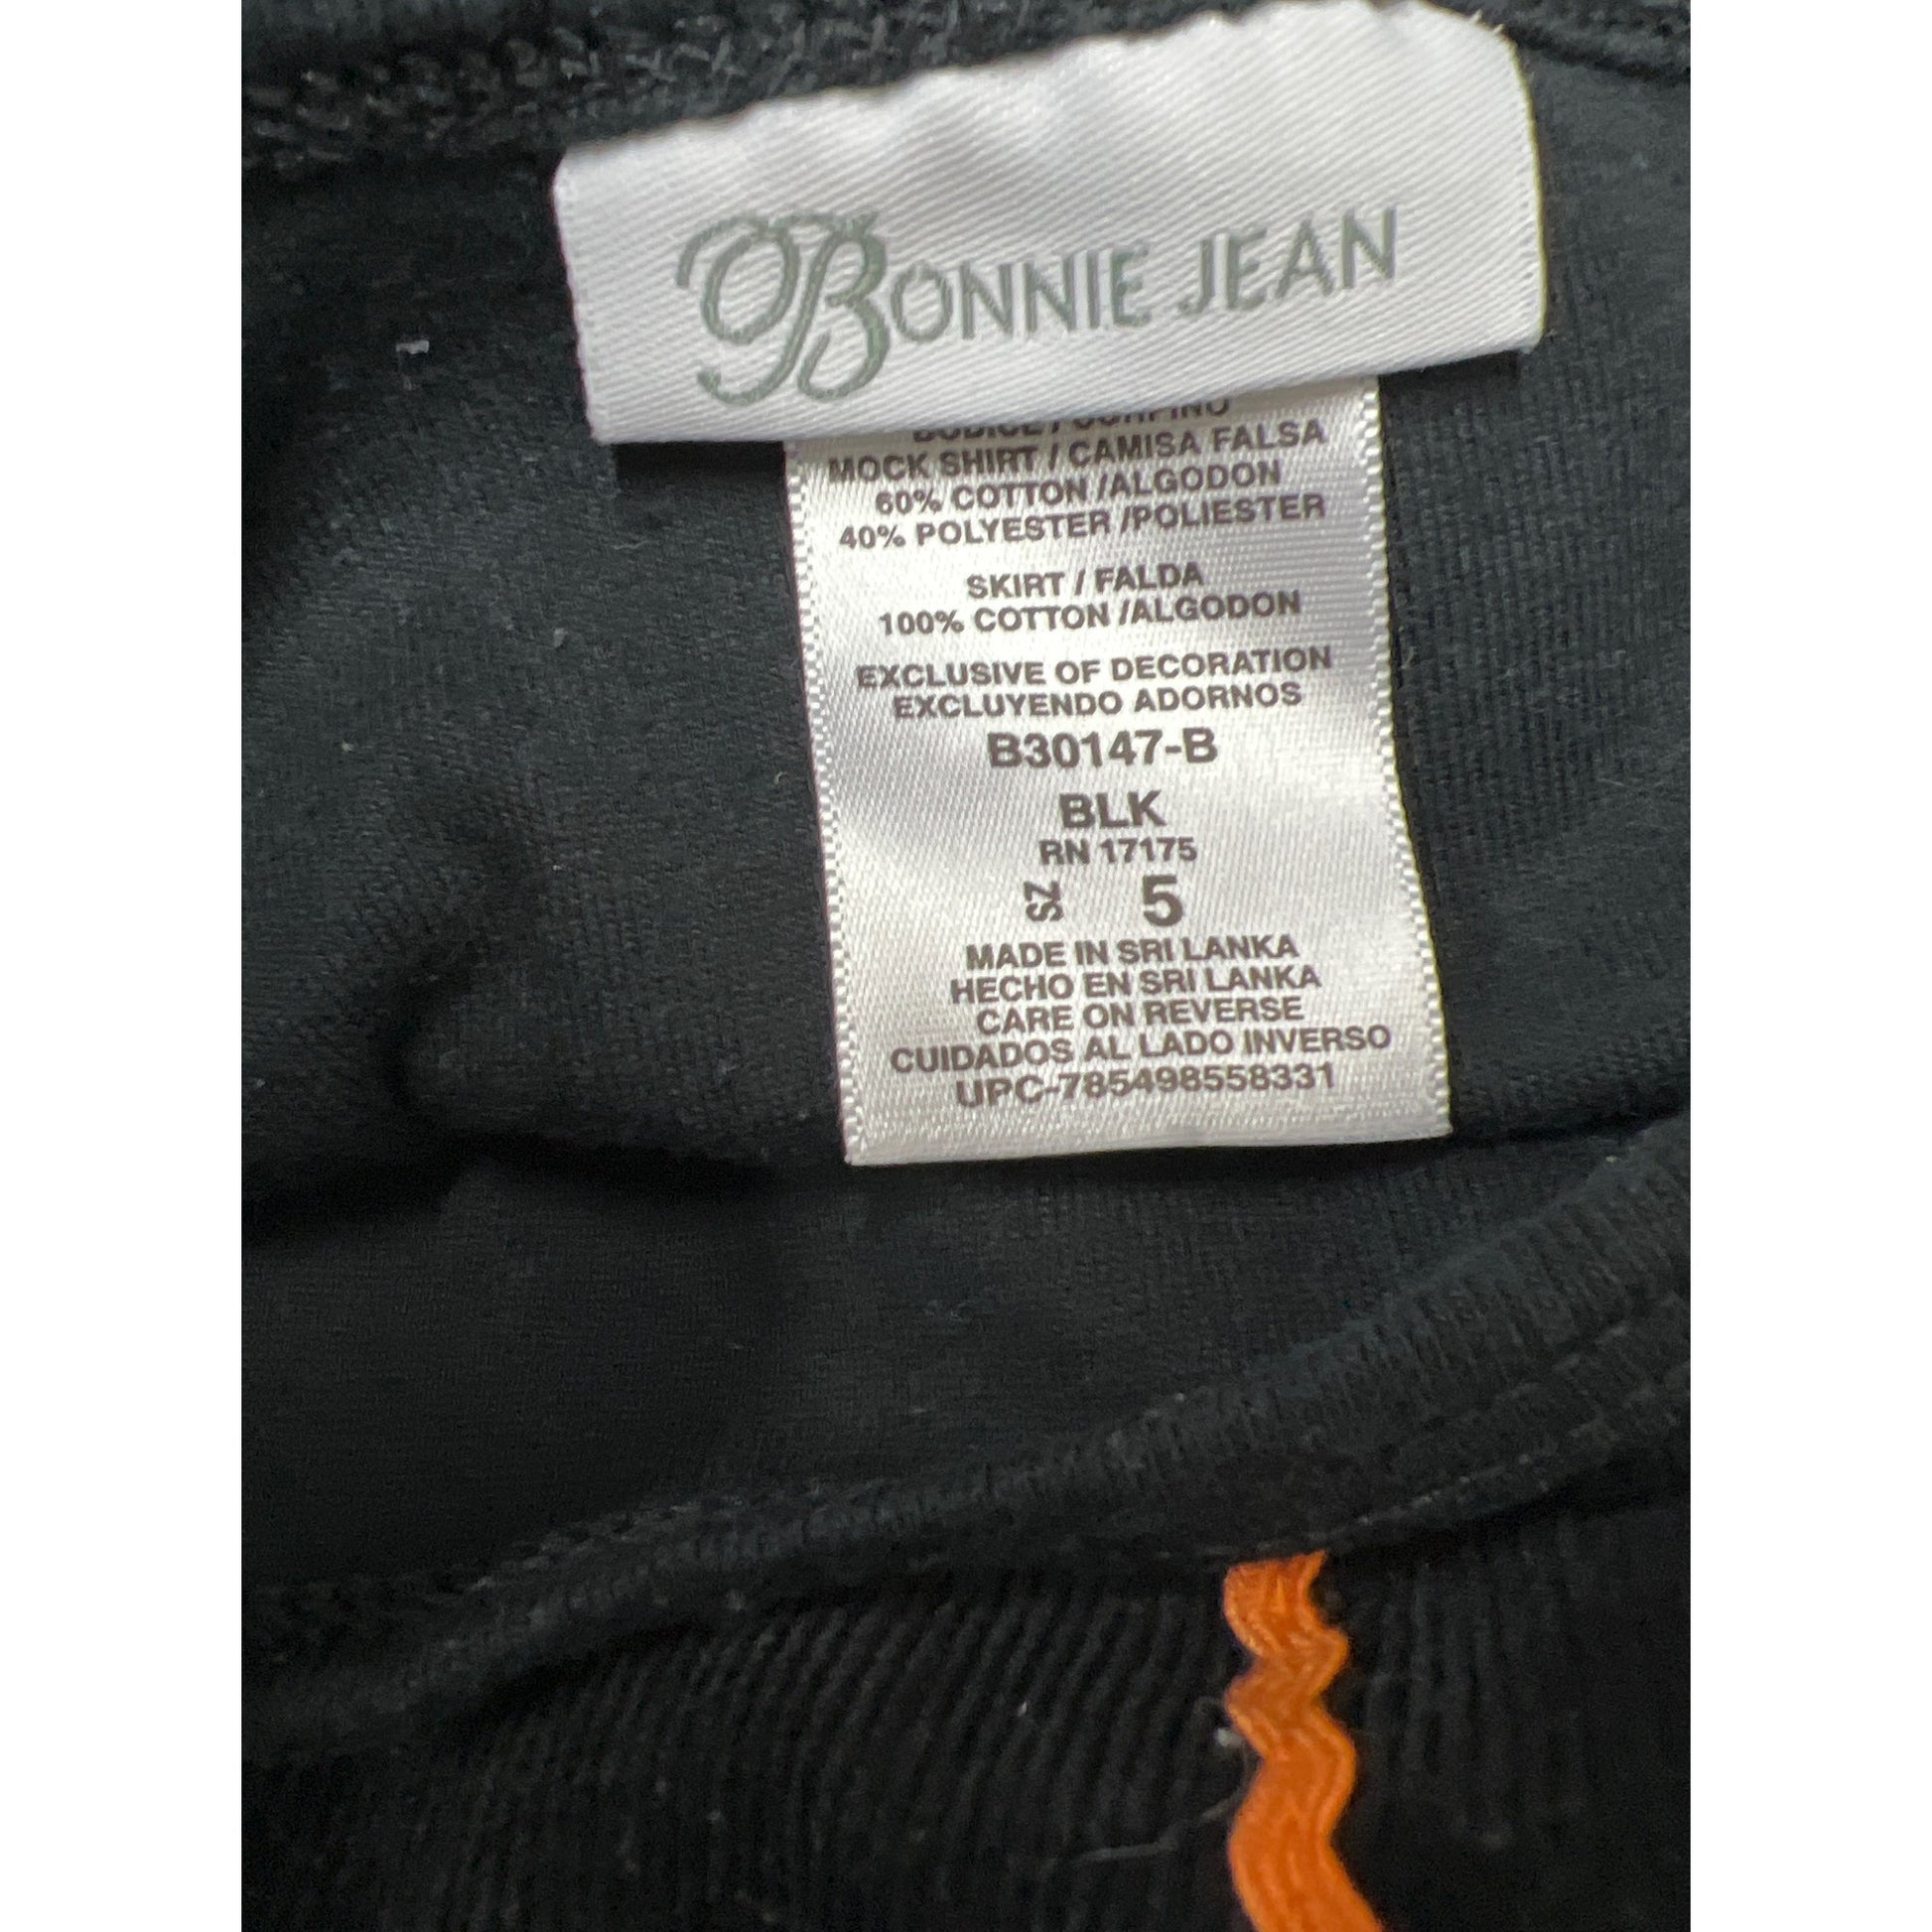 BONNIE JEAN
BODICE / CORPINO
MOCK SHIRT / CAMISA FALSA
60% COTTON /ALGODON
40% POLYESTER /POLIESTER
SKIRT / FALDA
100% COTTON /ALGODON
EXCLUSIVE OF DECORATION
EXCLUYENDO ADORNOS
B30147-B
BLK
RN 17175
SZ 5
MADE IN SRI LANKA
HECHO EN SRI LANKA
CARE ON REVERSE
CUIDADOS AL LADO INVERSO
UPC-785498558331